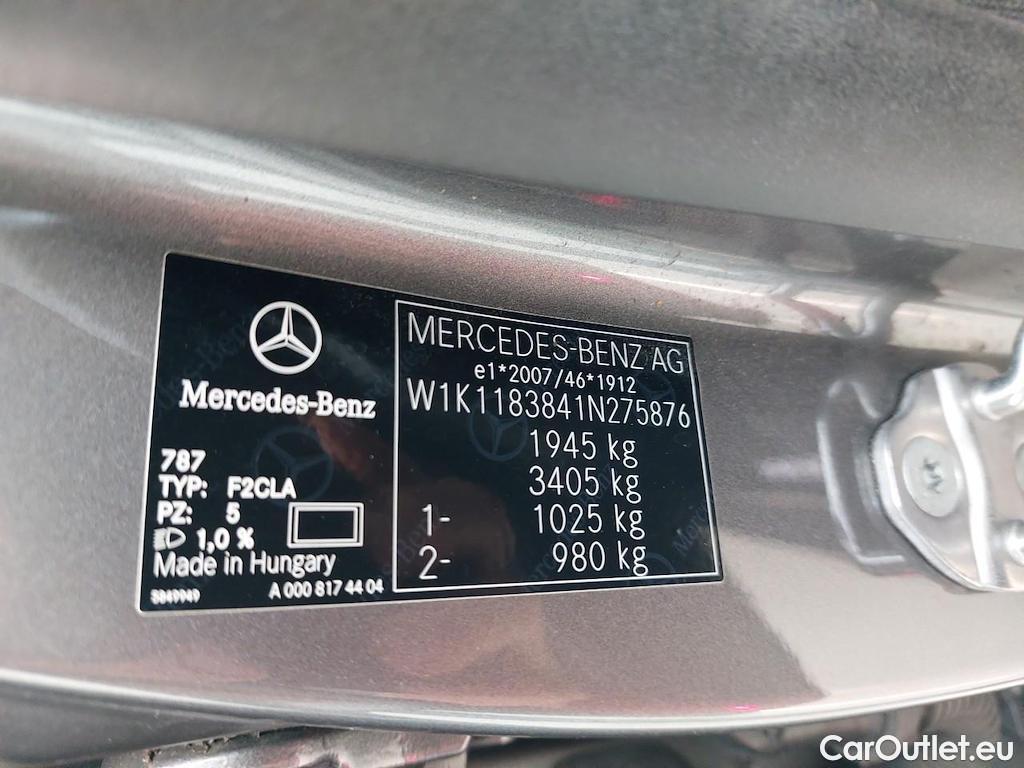 Mercedes-Benz
787
TYP: F2CLA
PZ: 5
1,0 %
Made in Hungary
5849949
A 000 817 44 04
MERCEDES-BENZ AG
e1*2007/46*1912
W1K1183841N275876
1945 kg
3405 kg
1- 1025 kg
2- 980 kg
CarOutlet.eu